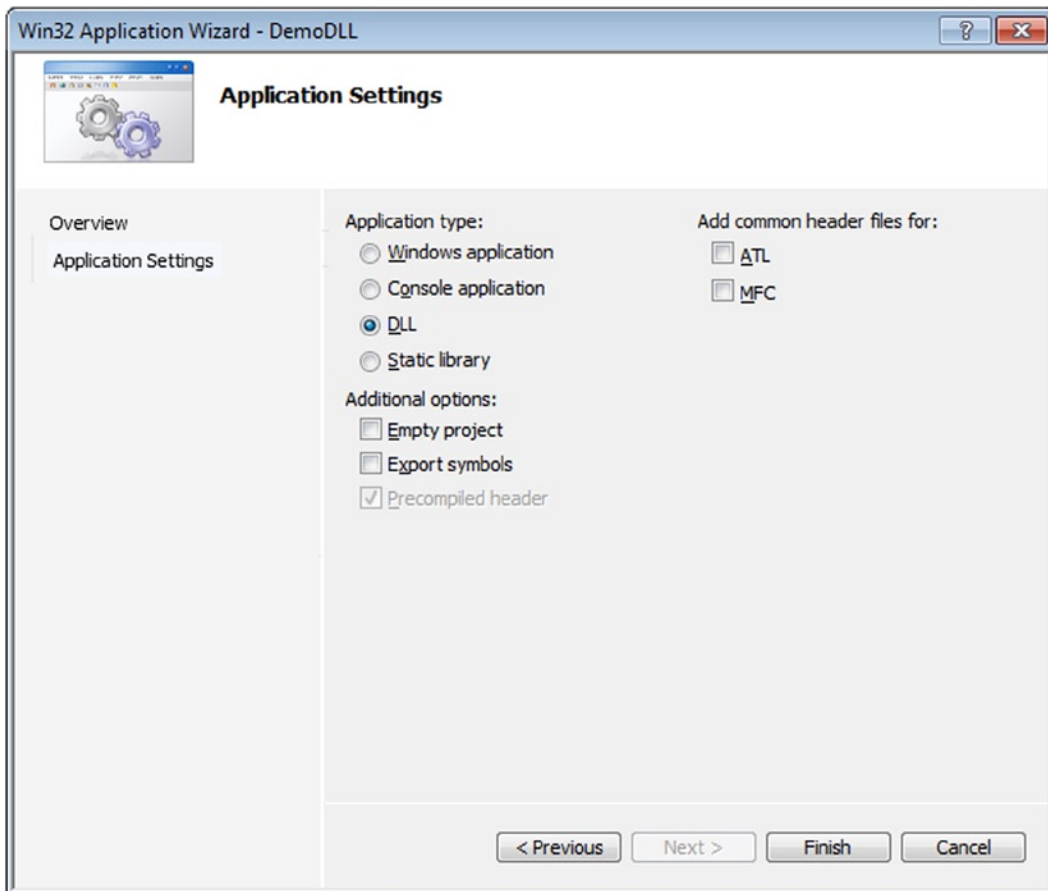 Win32 Application Wizard - DemoDLL
Application Settings
Overview
Application Settings
Application type:
Windows application
Console application
DLL
Static library
Additional options:
Empty project
Export symbols
Precompiled header
Add common header files for:
ATL
MFC
< Previous
Next >
Finish
Cancel